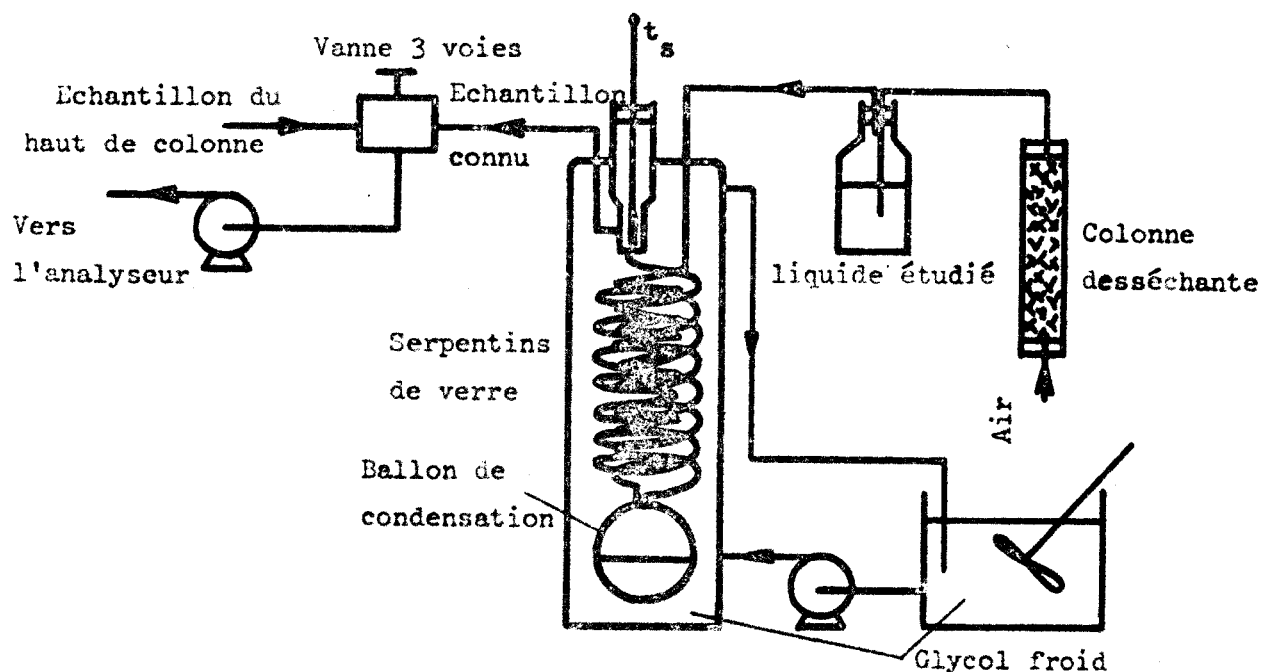 t_s
Vanne 3 voies
Echantillon du
haut de colonne
Echantillon
connu
Vers
l'analyseur
liquide étudié
Colonne
desséchante
Air
Serpentins
de verre
Ballon de
condensation
Glycol froid